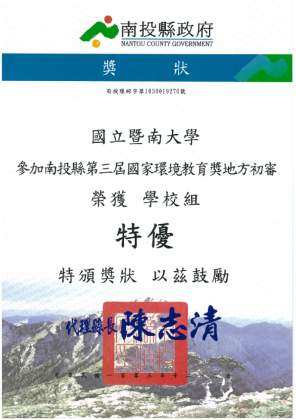 南投縣政府
NANTOU COUNTY GOVERNMENT
獎狀
府授環綜字第1030019270號
國立暨南大學
參加南投縣第三屆國家環境教育獎地方初審
榮獲 學校組
特優
特頒獎狀 以茲鼓勵
代理縣長 陳志清